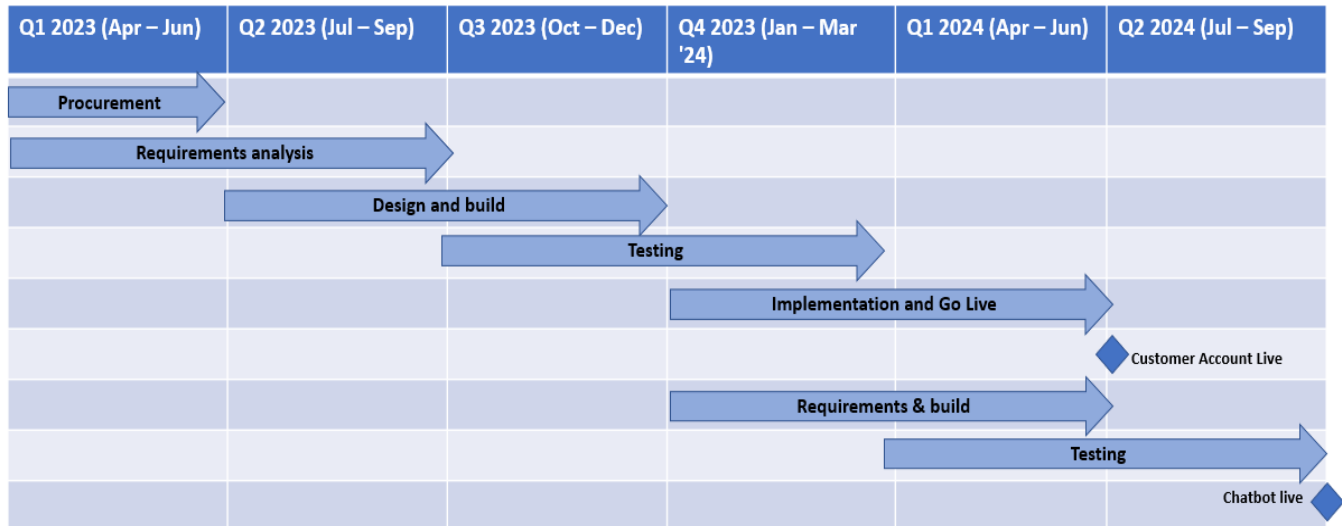 Q1 2023 (Apr – Jun)
Q2 2023 (Jul – Sep)
Q3 2023 (Oct – Dec)
Q4 2023 (Jan – Mar
'24)
Q1 2024 (Apr – Jun)
Q2 2024 (Jul – Sep)
Procurement
Requirements analysis
Design and build
Testing
Implementation and Go Live
Customer Account Live
Requirements & build
Testing
Chatbot live